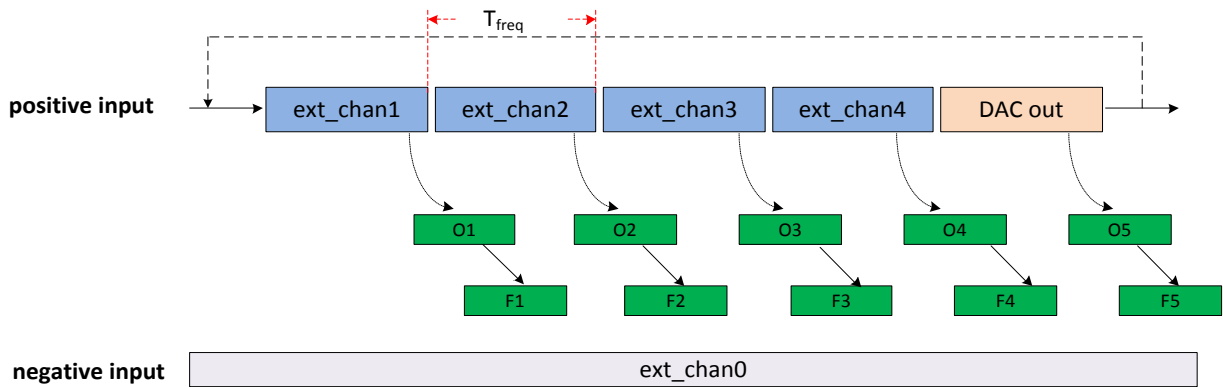 T_freq
positive input
ext_chan1
ext_chan2
ext_chan3
ext_chan4
DAC out
O1
O2
O3
O4
O5
F1
F2
F3
F4
F5
negative input
ext_chan0